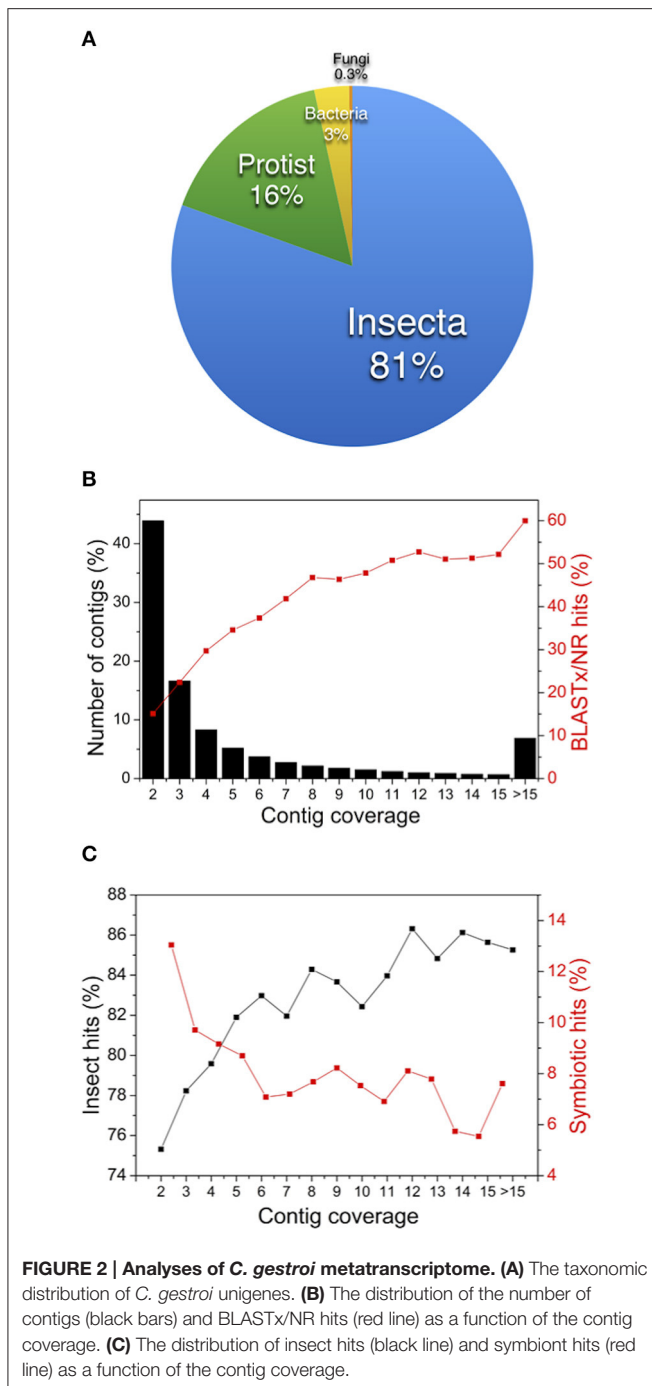 A
Fungi
0.3%
Bacteria
3%
Protist
16%
Insecta
81%
B
Number of contigs (%)
40
30
20
10
0
BLASTx/NR hits (%)
60
50
40
30
20
10
0
2 3 4 5 6 7 8 9 10 11 12 13 14 15 >15
Contig coverage
C
Insect hits (%)
88
86
84
82
80
78
76
74
Symbiotic hits (%)
14
12
10
8
6
4
2 3 4 5 6 7 8 9 10 11 12 13 14 15 >15
Contig coverage
FIGURE 2 | Analyses of C. gestroi metatranscriptome. (A) The taxonomic
distribution of C. gestroi unigenes. (B) The distribution of the number of
contigs (black bars) and BLASTx/NR hits (red line) as a function of the contig
coverage. (C) The distribution of insect hits (black line) and symbiont hits (red
line) as a function of the contig coverage.